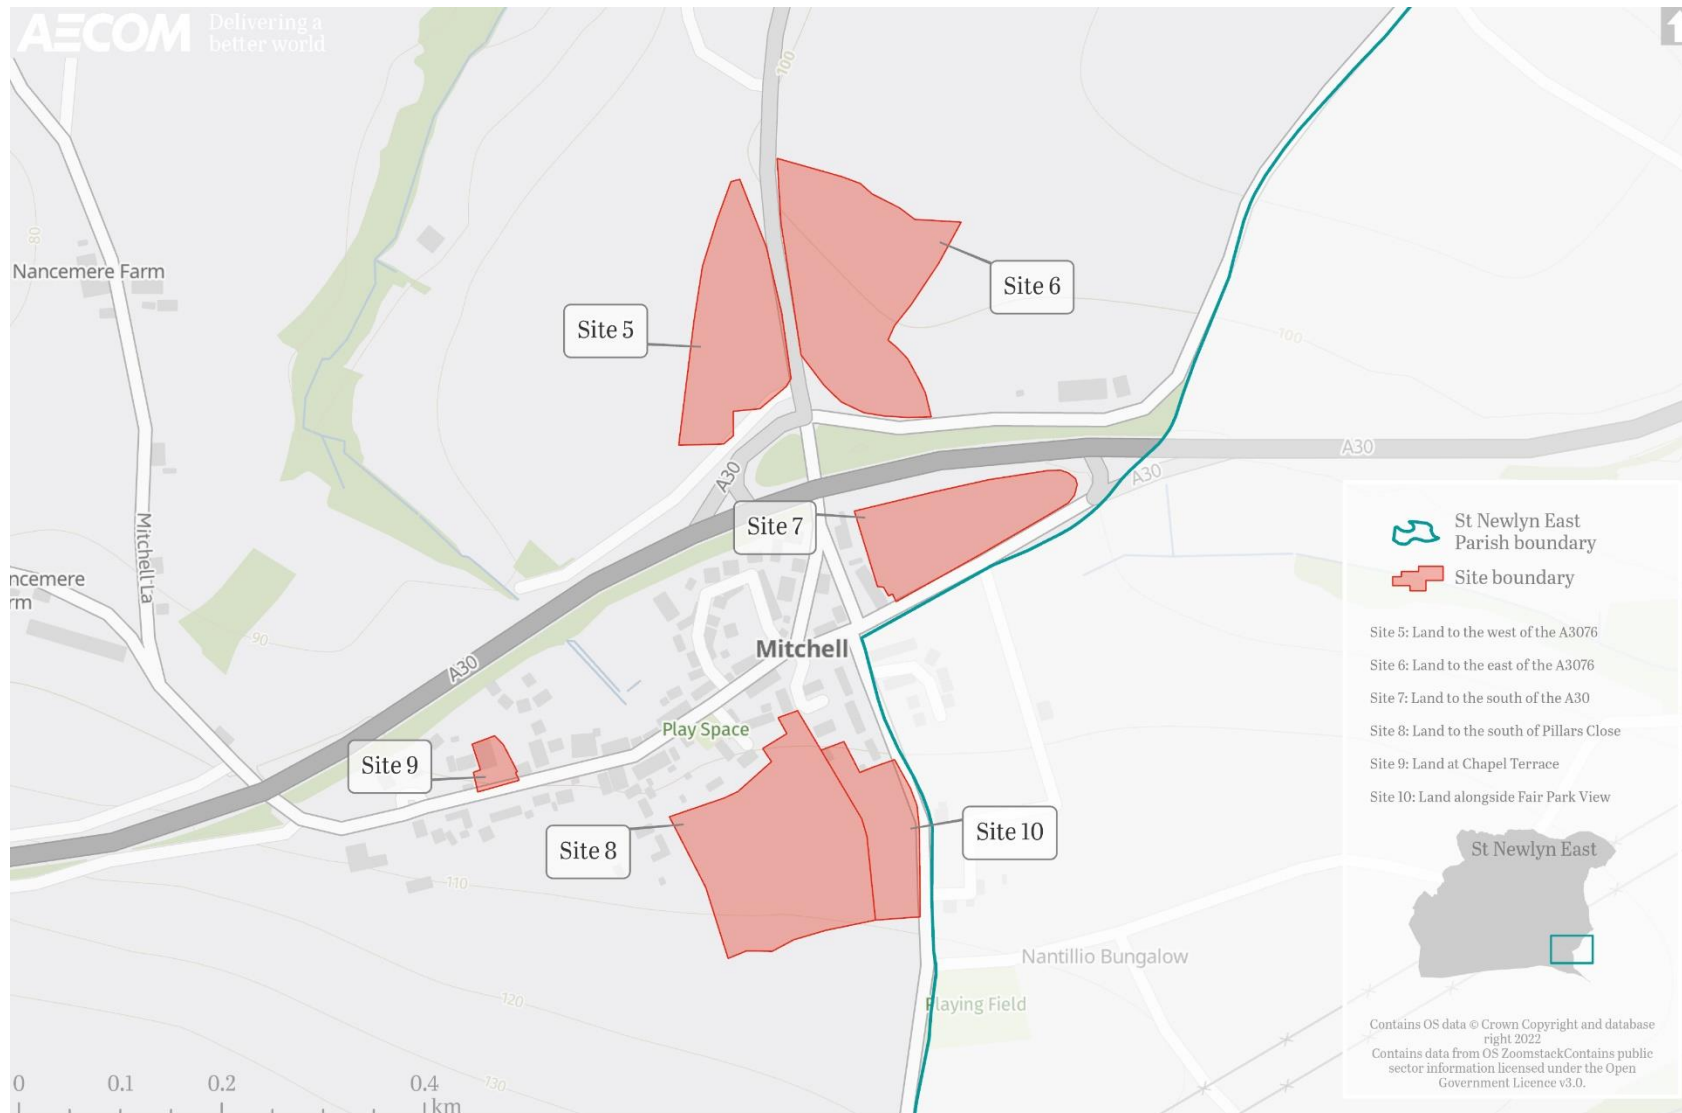 AECOM
Delivering a
better world
100
80
Nancemere Farm
Site 6
Site 5
100
A30
A30
A30
Site 7
St Newlyn East
Parish boundary
Site boundary
Mitchell La
ncemere
rm
90
Mitchell
A30
Site 5: Land to the west of the A3076
Site 6: Land to the east of the A3076
Site 7: Land to the south of the A30
Site 8: Land to the south of Pillars Close
Site 9: Land at Chapel Terrace
Site 10: Land alongside Fair Park View
Play Space
Site 9
Site 10
Site 8
St Newlyn East
110
Nantillio Bungalow
120
Playing Field
Contains OS data © Crown Copyright and database
right 2022
Contains data from OS ZoomstackContains public
sector information licensed under the Open
Government Licence v3.0.
130
0 0.1 0.2 0.4
km